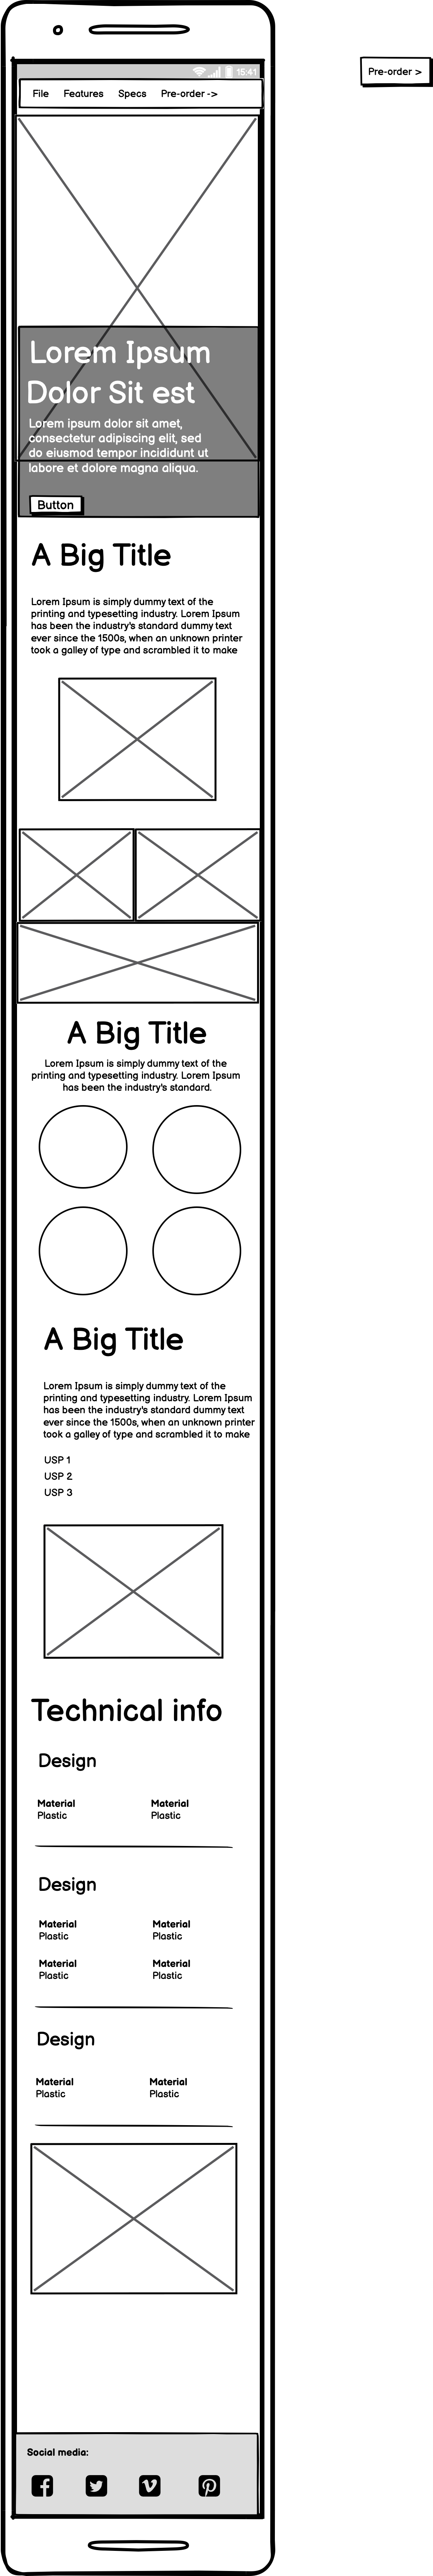 15:41
Pre-order >
File Features Specs Pre-order ->
Lorem Ipsum
Dolor Sit est
Lorem ipsum dolor sit amet,
consectetur adipiscing elit, sed
do eiusmod tempor incididunt ut
labore et dolore magna aliqua.
Button
A Big Title
Lorem Ipsum is simply dummy text of the
printing and typesetting industry. Lorem Ipsum
has been the industry's standard dummy text
ever since the 1500s, when an unknown printer
took a galley of type and scrambled it to make
A Big Title
Lorem Ipsum is simply dummy text of the
printing and typesetting industry. Lorem Ipsum
has been the industry's standard.
A Big Title
Lorem Ipsum is simply dummy text of the
printing and typesetting industry. Lorem Ipsum
has been the industry's standard dummy text
ever since the 1500s, when an unknown printer
took a galley of type and scrambled it to make
USP 1
USP 2
USP 3
Technical info
Design
Material Material
Plastic Plastic
Design
Material Material
Plastic Plastic
Material Material
Plastic Plastic
Design
Material Material
Plastic Plastic
Social media: